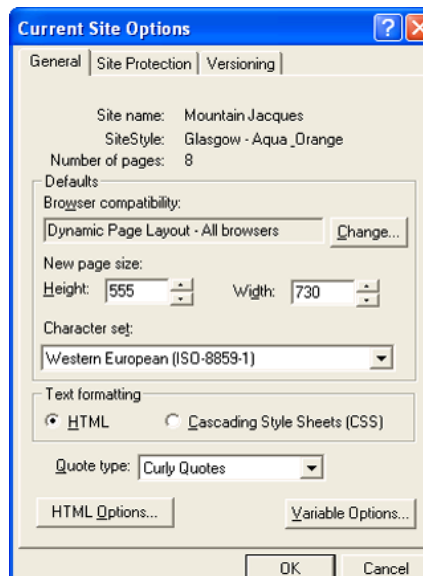 Current Site Options
General Site Protection Versioning
Site name: Mountain Jacques
SiteStyle: Glasgow - Aqua_Orange
Number of pages: 8
Defaults
Browser compatibility:
Dynamic Page Layout - All browsers Change...
New page size:
Height: 555 Width: 730
Character set:
Western European (ISO-8859-1)
Text formatting
HTML Cascading Style Sheets (CSS)
Quote type: Curly Quotes
HTML Options... Variable Options...
OK Cancel